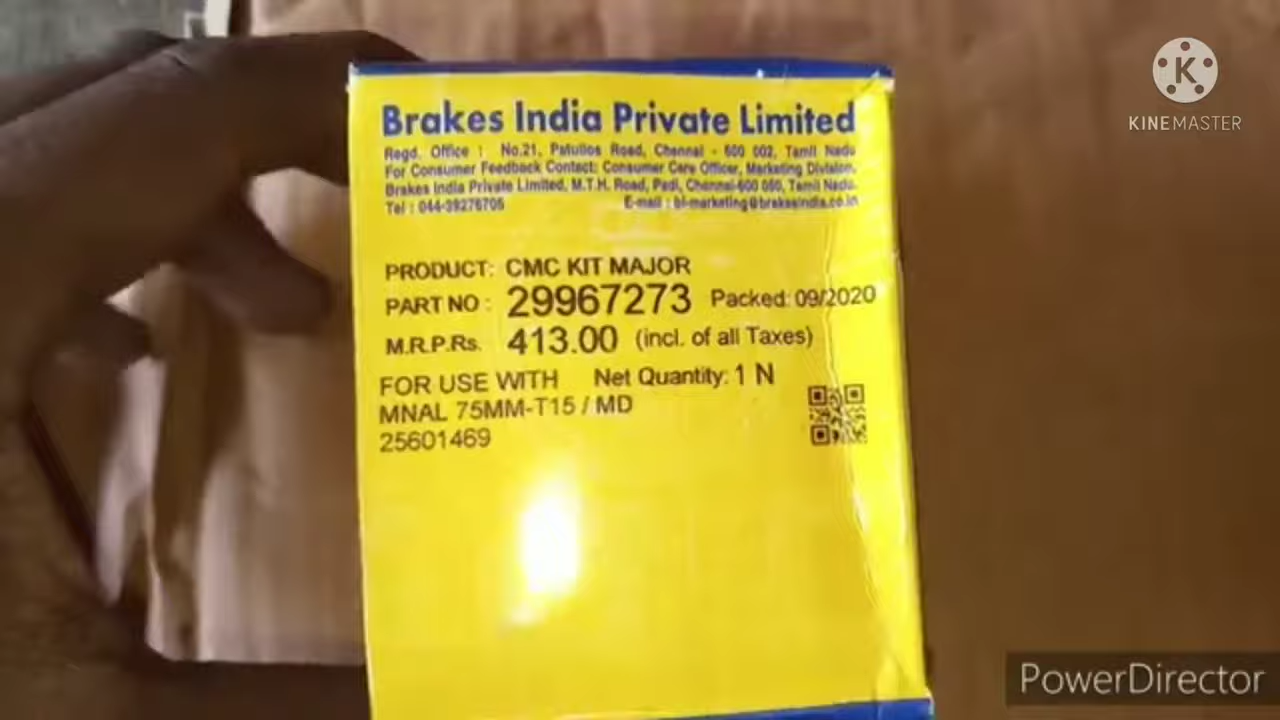 Brakes India Private Limited
Regd. Office : No.21, Patullos Road, Chennai - 600 002, Tamil Nadu
For Consumer Feedback Contact: Consumer Care Officer, Marketing Division,
Brakes India Private Limited, M.T.H. Road, Padi, Chennai-600 050, Tamil Nadu.
Tel : 044-39276705 E-mail : bi-marketing@brakesindia.co.in
PRODUCT: CMC KIT MAJOR
PART NO : 29967273 Packed: 09/2020
M.R.P.Rs. 413.00 (incl. of all Taxes)
FOR USE WITH Net Quantity: 1 N
MNAL 75MM-T15 / MD
25601469
K
KINEMASTER
PowerDirector